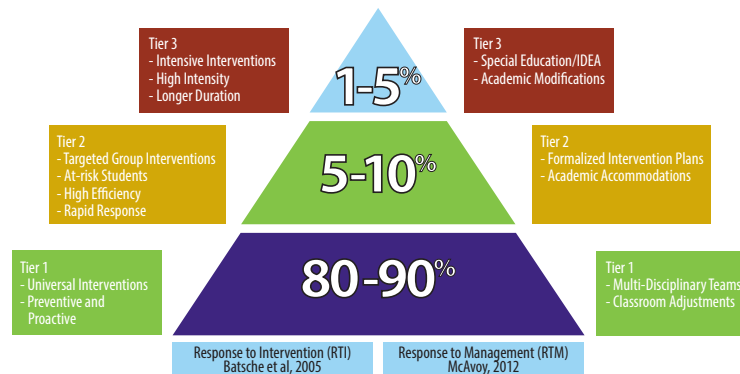 Tier 3
- Intensive Interventions
- High Intensity
- Longer Duration
1-5%
Tier 3
- Special Education/IDEA
- Academic Modifications
Tier 2
- Targeted Group Interventions
- At-risk Students
- High Efficiency
- Rapid Response
5-10%
Tier 2
- Formalized Intervention Plans
- Academic Accommodations
Tier 1
- Universal Interventions
- Preventive and
Proactive
80-90%
Tier 1
- Multi-Disciplinary Teams
- Classroom Adjustments
Response to Intervention (RTI)
Batsche et al, 2005
Response to Management (RTM)
McAvoy, 2012